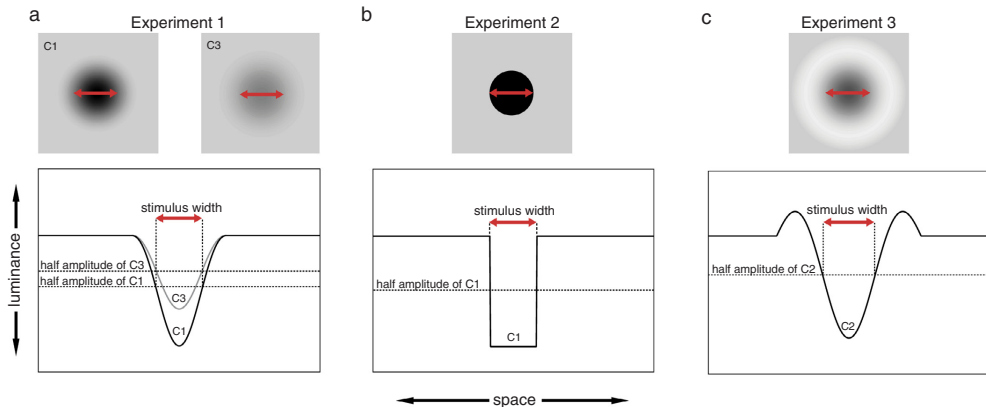 a
Experiment 1
C1
C3
luminance
stimulus width
half amplitude of C3
half amplitude of C1
C3
C1
b
Experiment 2
stimulus width
half amplitude of C1
C1
space
c
Experiment 3
stimulus width
half amplitude of C2
C2